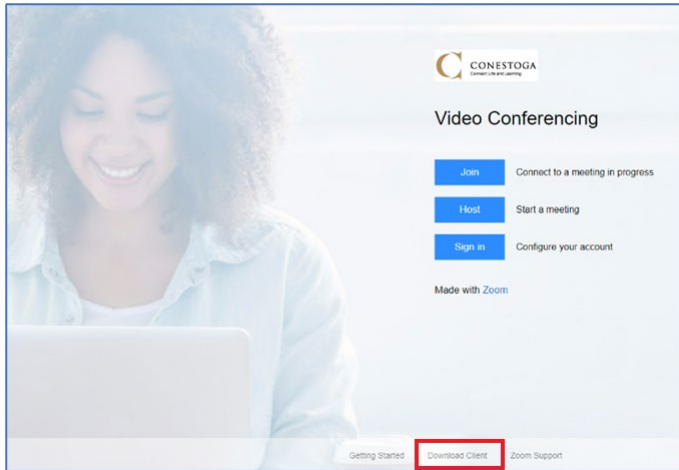 CONESTOGA
Connect Life and Learning
Video Conferencing
Join Connect to a meeting in progress
Host Start a meeting
Sign in Configure your account
Made with Zoom
Getting Started Download Client Zoom Support